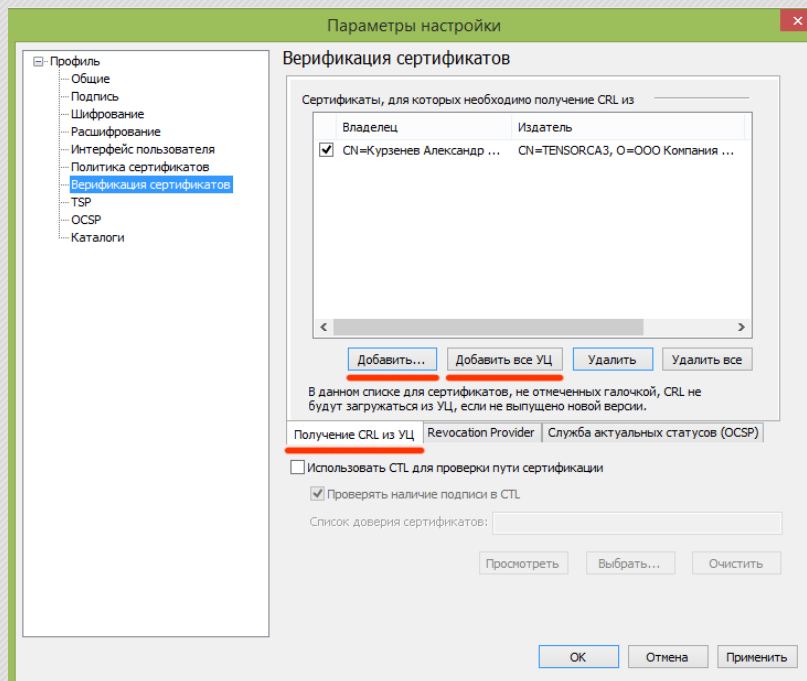 Параметры настройки
Профиль
Общие
Подпись
Шифрование
Расшифрование
Интерфейс пользователя
Политика сертификатов
Верификация сертификатов
TSP
OCSP
Каталоги
Верификация сертификатов
Сертификаты, для которых необходимо получение CRL из
Владелец Издатель
CN=Курзенев Александр ... CN=TENSORCA3, O=ООО Компания ...
Добавить... Добавить все УЦ Удалить Удалить все
В данном списке для сертификатов, не отмеченных галочкой, CRL не
будут загружаться из УЦ, если не выпущено новой версии.
Получение CRL из УЦ Revocation Provider Служба актуальных статусов (OCSP)
Использовать CTL для проверки пути сертификации
Проверять наличие подписи в CTL
Список доверия сертификатов:
Просмотреть Выбрать... Очистить
ОК Отмена Применить